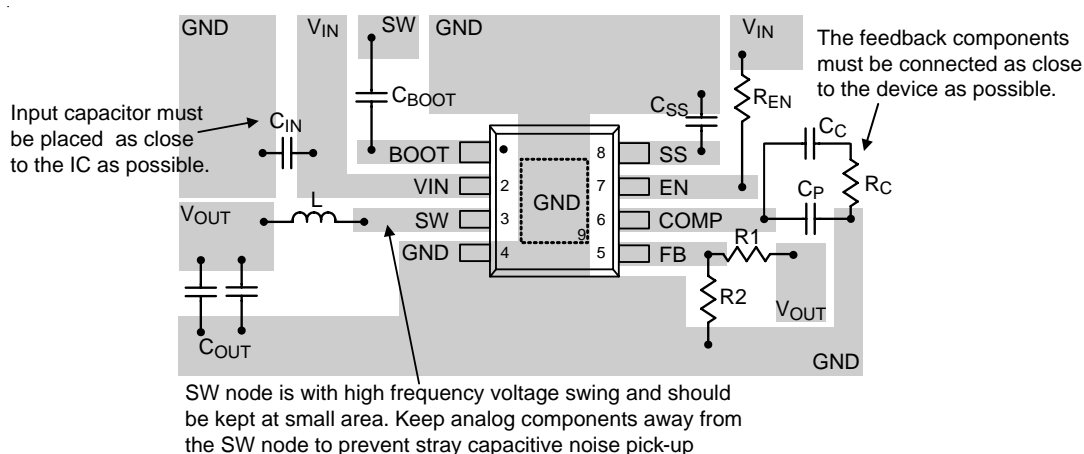 GND
VIN
SW
GND
VIN
The feedback components
must be connected as close
to the device as possible.
Input capacitor must
be placed as close
to the IC as possible.
CIN
CBOOT
CSS
REN
CC
RC
CP
BOOT
VIN
SW
GND
2
3
4
GND
9
8
7
6
5
SS
EN
COMP
FB
VOUT
L
R1
R2
VOUT
COUT
GND
SW node is with high frequency voltage swing and should
be kept at small area. Keep analog components away from
the SW node to prevent stray capacitive noise pick-up